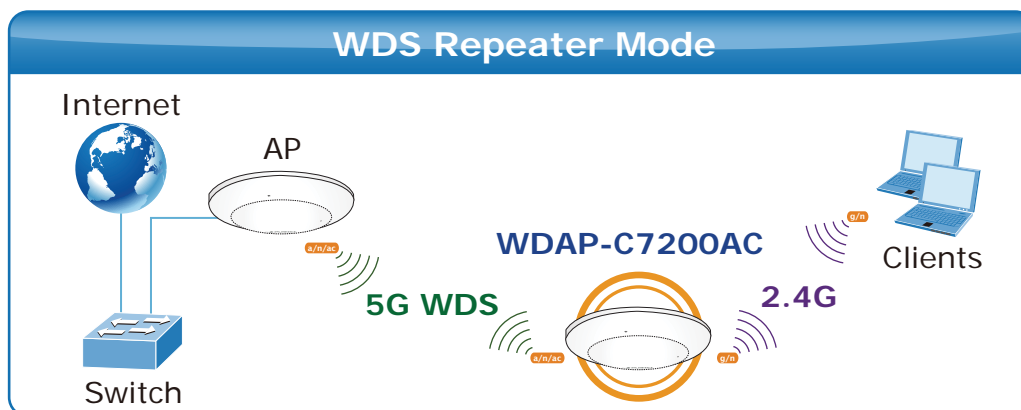 WDS Repeater Mode
Internet
AP
a/n/ac
g/n
WDAP-C7200AC
Clients
5G WDS
2.4G
a/n/ac
g/n
Switch